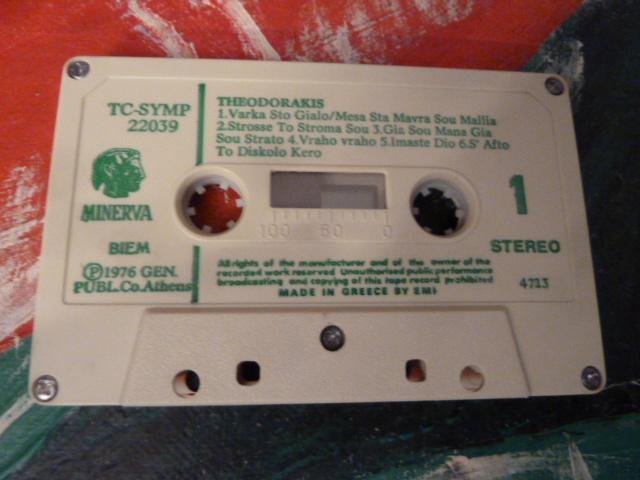 TC-SYMP
22039
THEODORAKIS
1.Varka Sto Gialo/Mesa Sta Mavra Sou Mallia
2.Strosse To Stroma Sou 3.Gia Sou Mana Gia
Sou Strato 4.Vraho vraho 5.Imaste Dio 6.S' Afto
To Diskolo Kero
MINERVA
1
100 50 0
BIEM
STEREO
Ⓟ1976 GEN.
PUBL.Co.Athens
All rights of the manufacturer and of the owner of the
recorded work reserved Unauthorised public performance
broadcasting and copying of this tape record prohibited
MADE IN GREECE BY EMI
4713